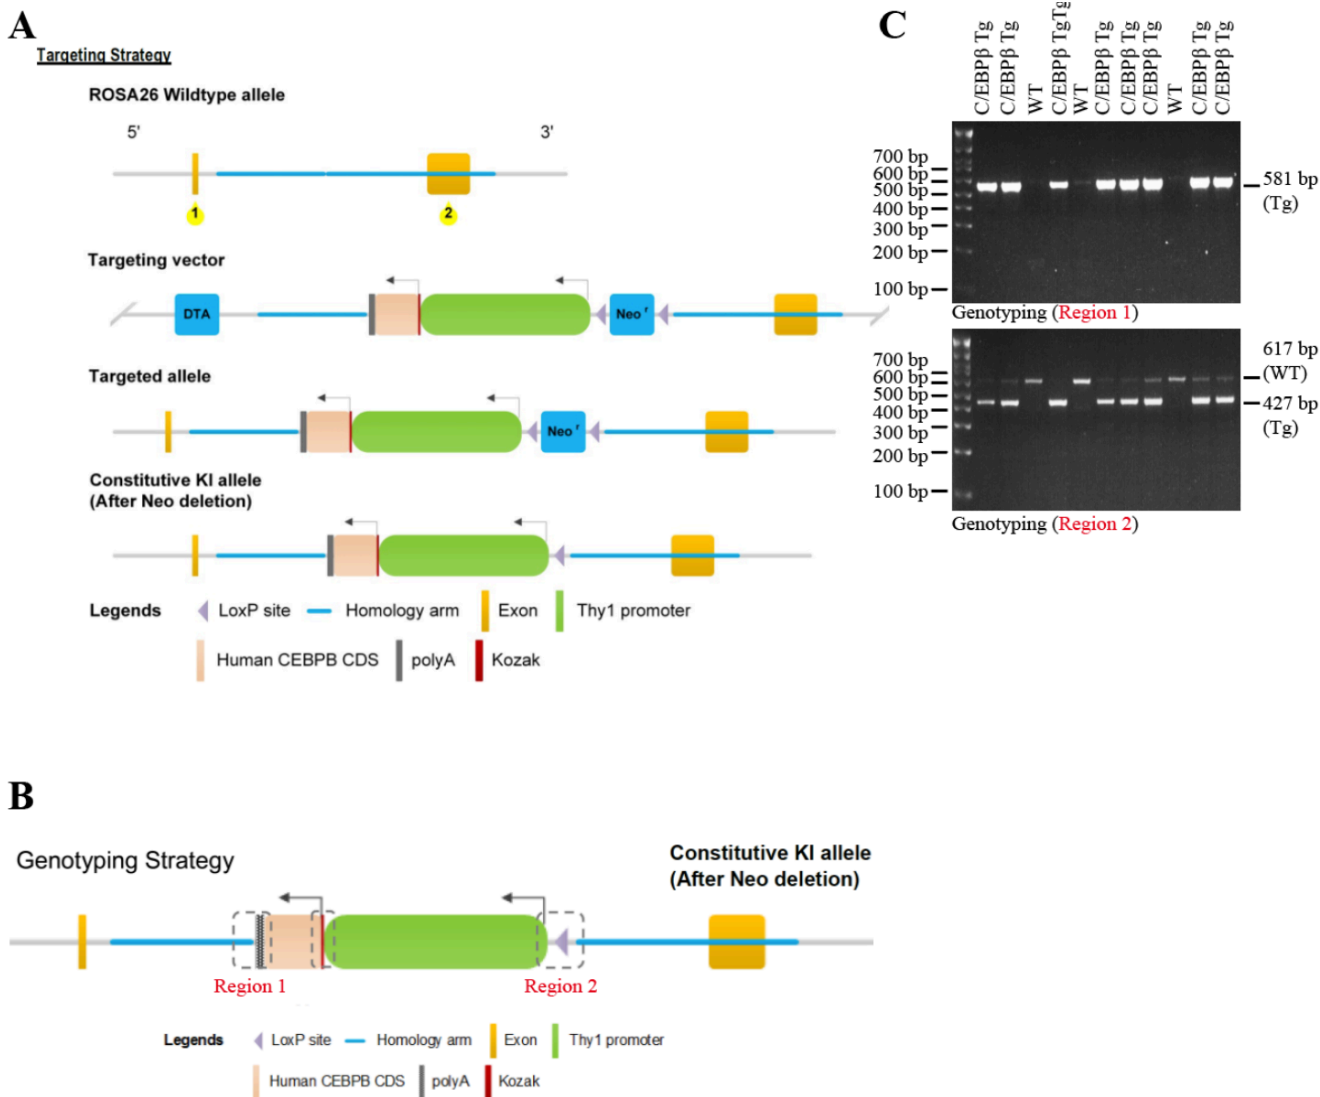 A
Targeting Strategy
ROSA26 Wildtype allele
5'
3'
1
2
Targeting vector
DTA
Neo r
Targeted allele
Neo r
Constitutive KI allele
(After Neo deletion)
Legends
LoxP site
Homology arm
Exon
Thy1 promoter
Human CEBPB CDS
polyA
Kozak
C
C/EBPβ Tg
C/EBPβ Tg
WT
C/EBPβ TgTg
WT
C/EBPβ Tg
C/EBPβ Tg
C/EBPβ Tg
WT
C/EBPβ Tg
C/EBPβ Tg
700 bp
600 bp
500 bp
400 bp
300 bp
200 bp
100 bp
581 bp
(Tg)
Genotyping (Region 1)
700 bp
600 bp
500 bp
400 bp
300 bp
200 bp
100 bp
617 bp
(WT)
427 bp
(Tg)
Genotyping (Region 2)
B
Genotyping Strategy
Constitutive KI allele
(After Neo deletion)
Region 1
Region 2
Legends
LoxP site
Homology arm
Exon
Thy1 promoter
Human CEBPB CDS
polyA
Kozak